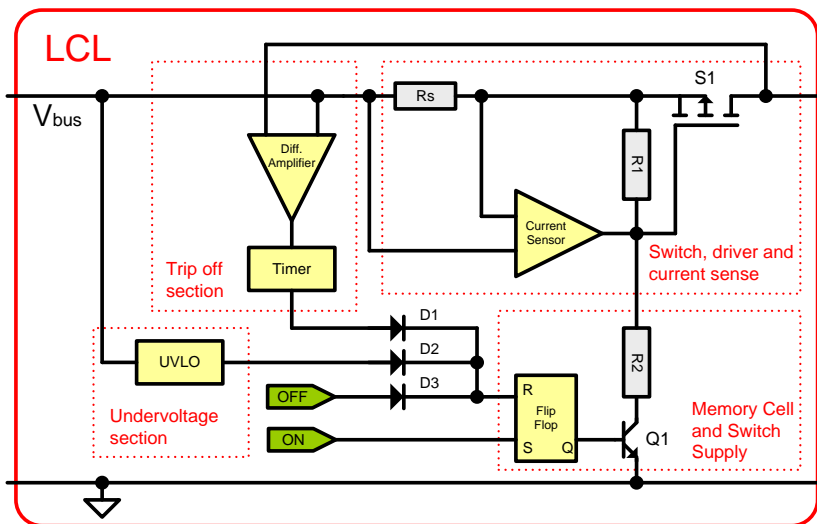 LCL
Vbus
Rs
S1
Diff.
Amplifier
R1
Current
Sensor
Switch, driver and
current sense
Trip off
section
Timer
D1
D2
D3
UVLO
Undervoltage
section
OFF
ON
R
Flip
Flop
S
Q
R2
Q1
Memory Cell
and Switch
Supply